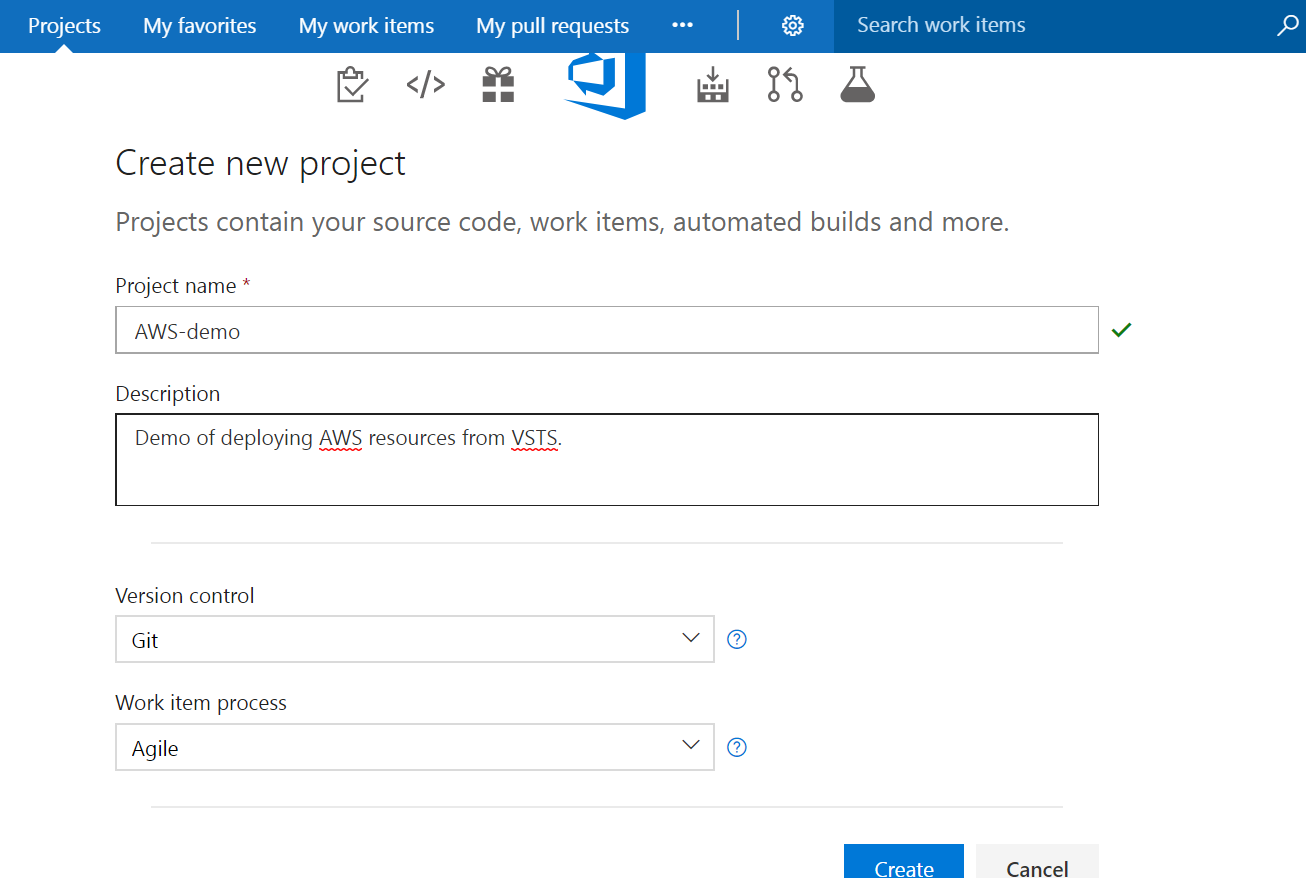 Projects My favorites My work items My pull requests ••• Search work items
</>
Create new project
Projects contain your source code, work items, automated builds and more.
Project name *
AWS-demo
Description
Demo of deploying AWS resources from VSTS.
Version control
Git
Work item process
Agile
Create Cancel